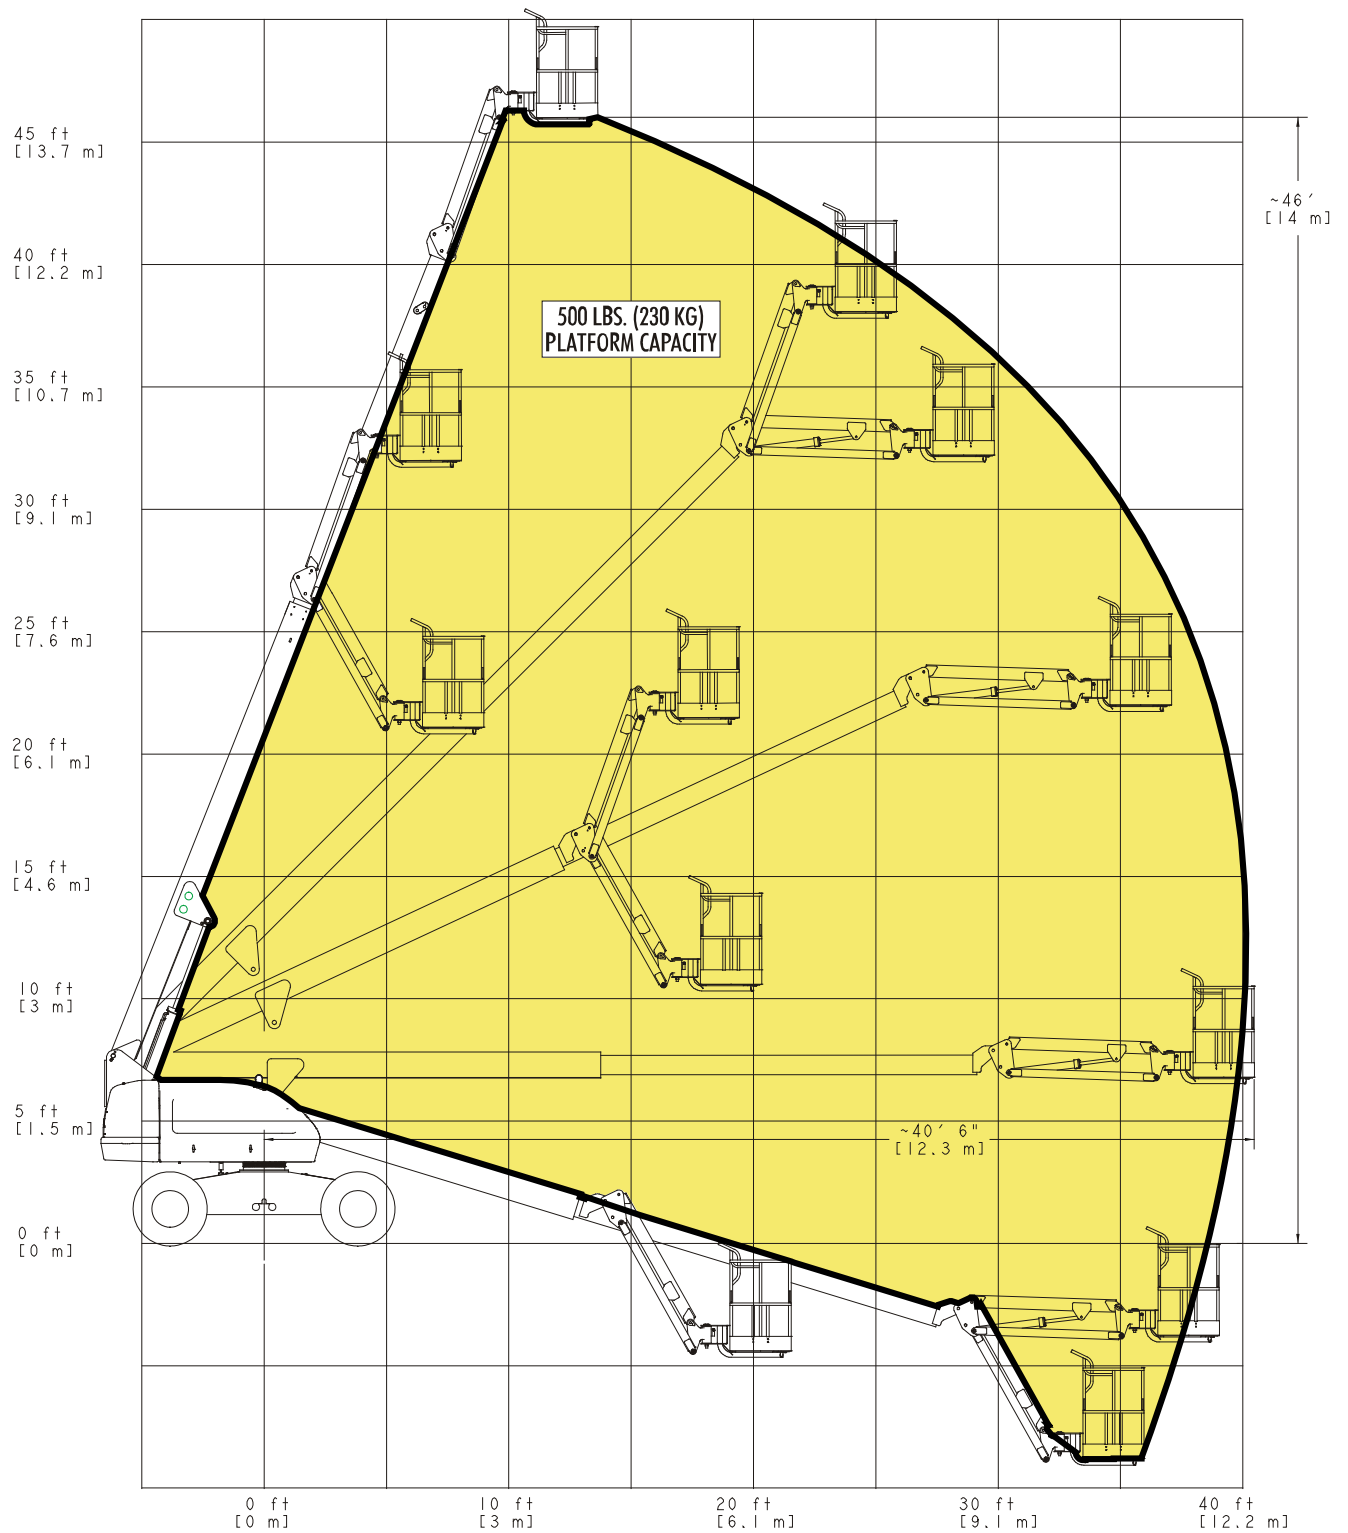 45 ft
[13.7 m]
~46'
[14 m]
40 ft
[12.2 m]
500 LBS. (230 KG)
PLATFORM CAPACITY
35 ft
[10.7 m]
30 ft
[9.1 m]
25 ft
[7.6 m]
20 ft
[6.1 m]
15 ft
[4.6 m]
10 ft
[3 m]
5 ft
[1.5 m]
~40' 6"
[12.3 m]
0 ft
[0 m]
0 ft
[0 m]
10 ft
[3 m]
20 ft
[6.1 m]
30 ft
[9.1 m]
40 ft
[12.2 m]